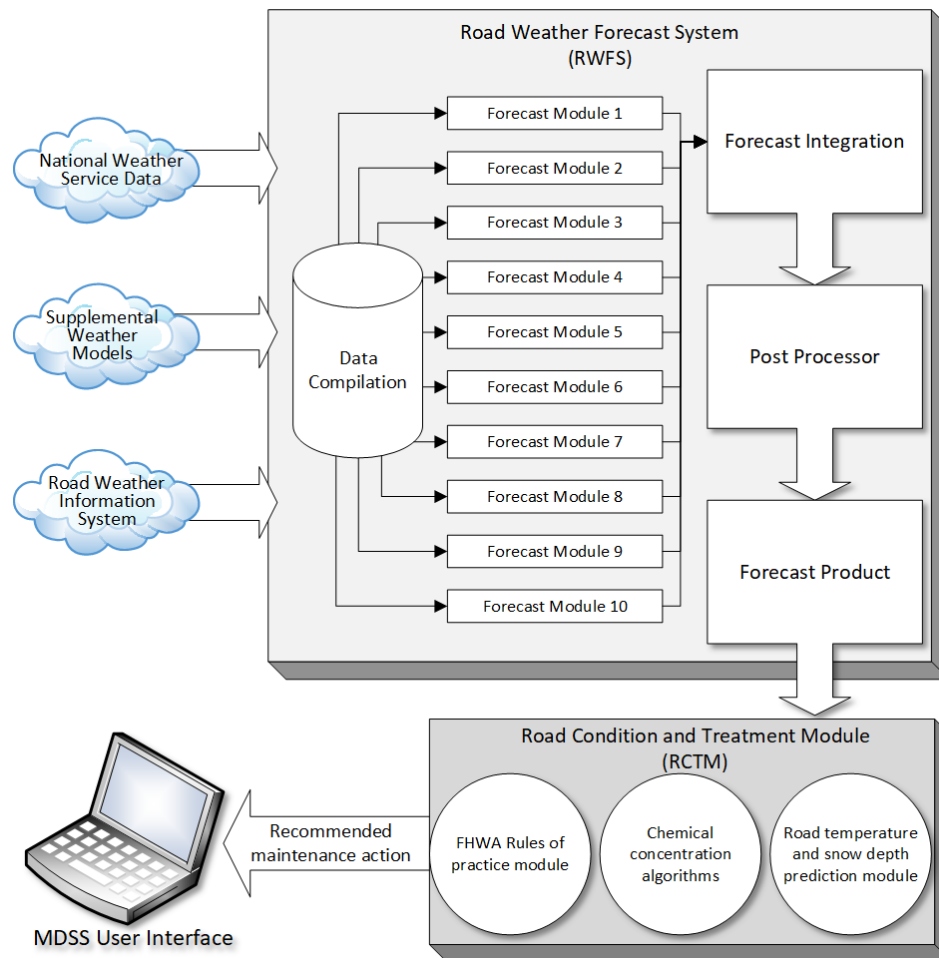 Road Weather Forecast System
(RWFS)
National Weather
Service Data
Supplemental
Weather
Models
Road Weather
Information
System
Data
Compilation
Forecast Module 1
Forecast Module 2
Forecast Module 3
Forecast Module 4
Forecast Module 5
Forecast Module 6
Forecast Module 7
Forecast Module 8
Forecast Module 9
Forecast Module 10
Forecast Integration
Post Processor
Forecast Product
Road Condition and Treatment Module
(RCTM)
FHWA Rules of
practice module
Chemical
concentration
algorithms
Road temperature
and snow depth
prediction module
Recommended
maintenance action
MDSS User Interface